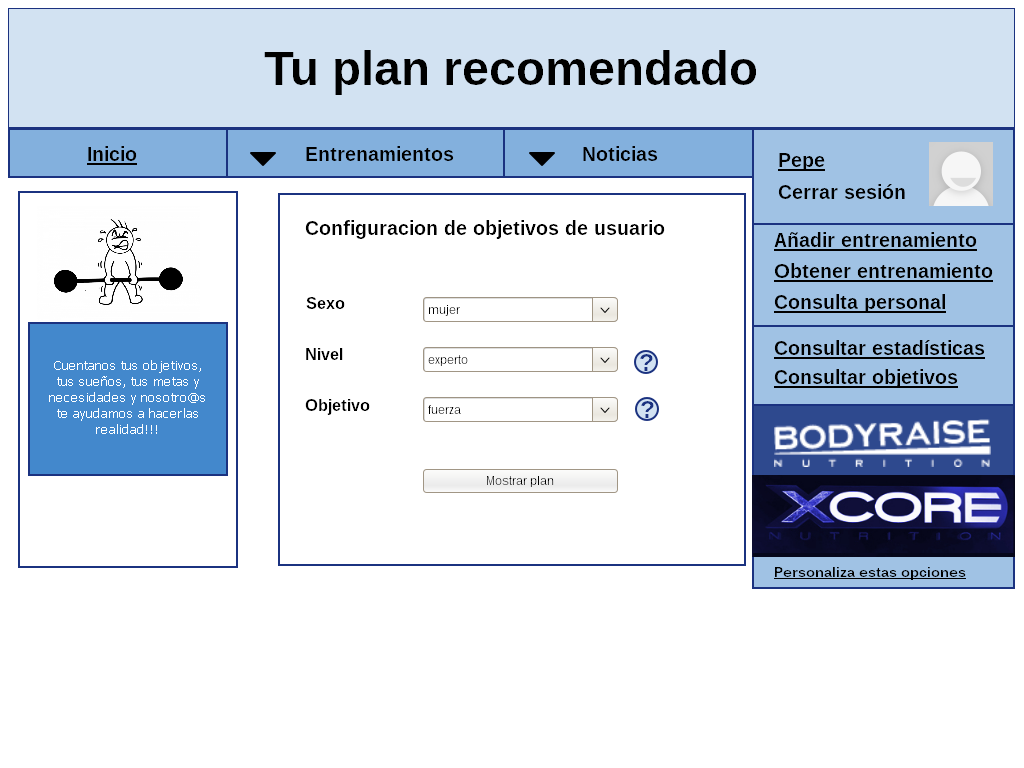 Tu plan recomendado
Inicio
Entrenamientos
Noticias
Pepe
Cerrar sesión
Añadir entrenamiento
Obtener entrenamiento
Consulta personal
Consultar estadísticas
Consultar objetivos
BODYRAISE
NUTRITION
XCORE
NUTRITION
Personaliza estas opciones
Cuentanos tus objetivos,
tus sueños, tus metas y
necesidades y nosotro@s
te ayudamos a hacerlas
realidad!!!
Configuracion de objetivos de usuario
Sexo mujer
Nivel experto ?
Objetivo fuerza ?
Mostrar plan